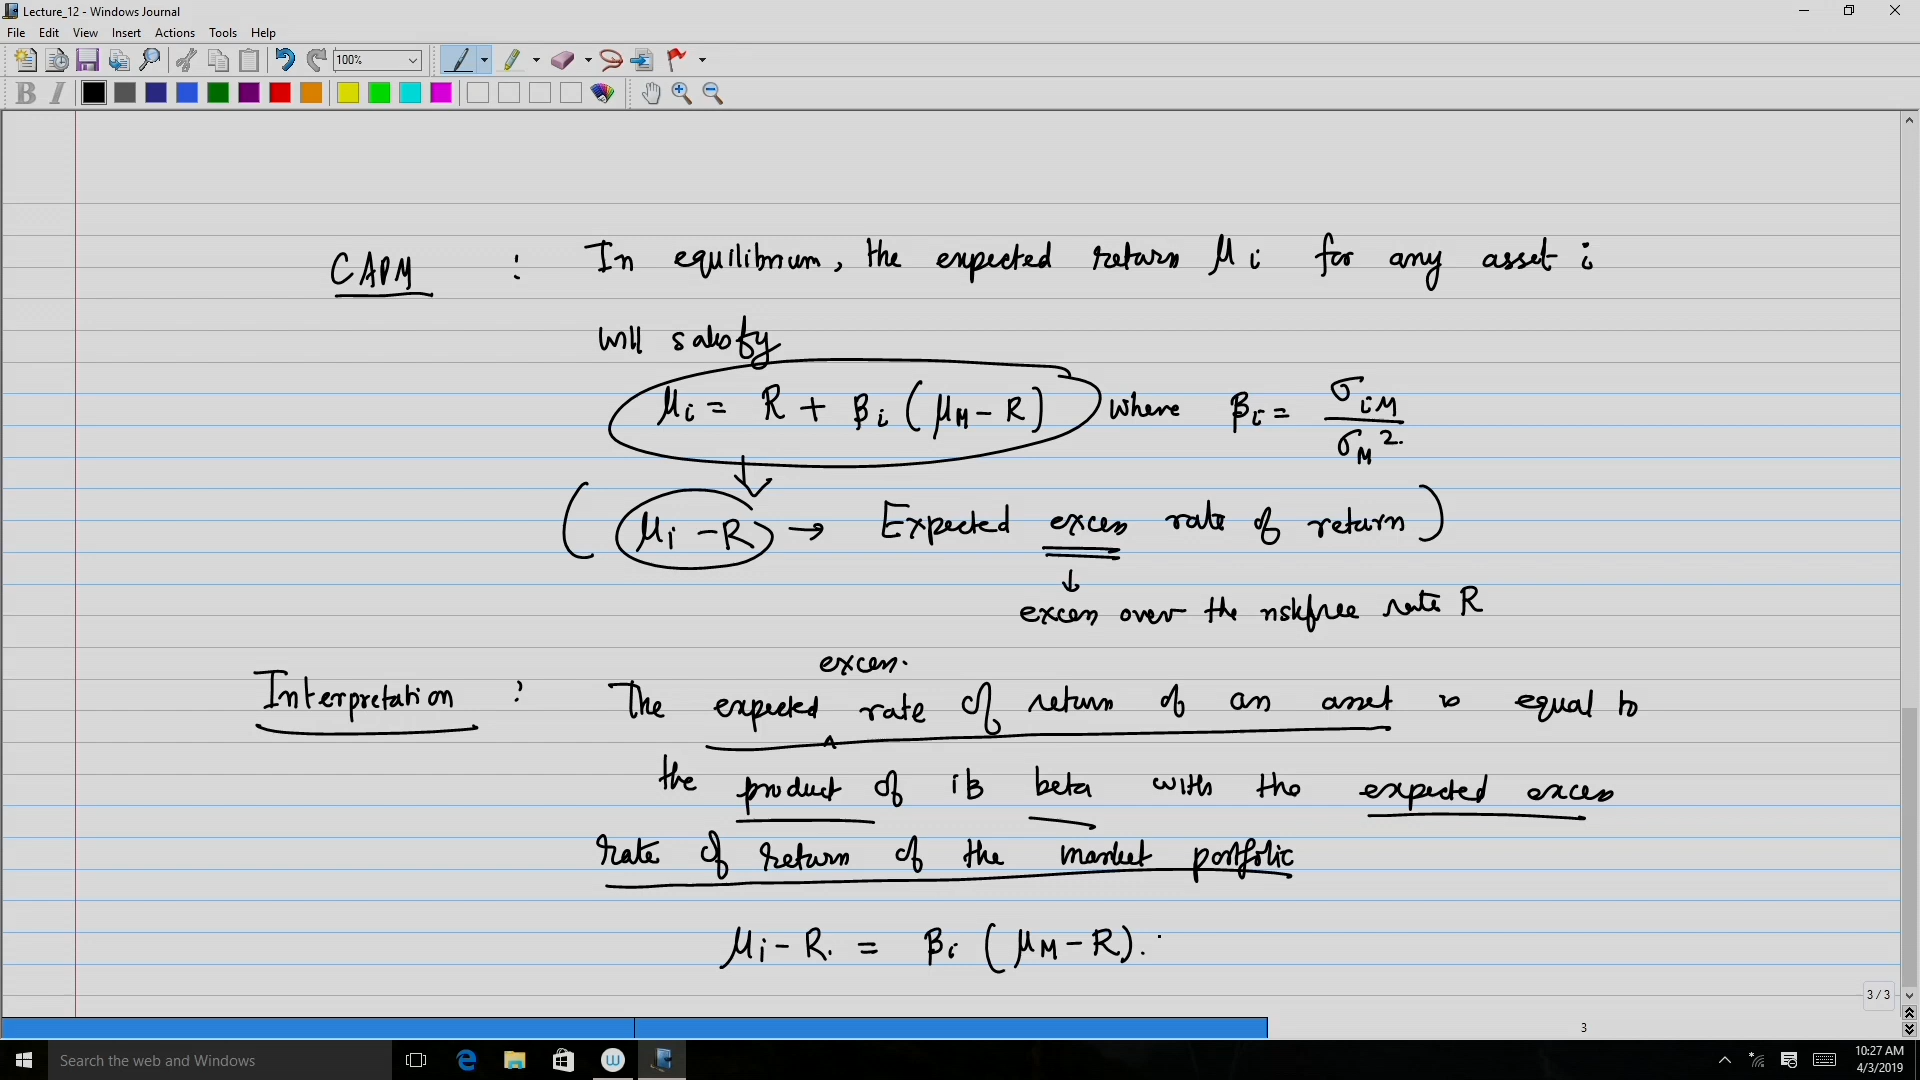 Lecture_12 - Windows Journal
File Edit View Insert Actions Tools Help
100%
B I
CAPM : In equilibrium, the expected return μi for any asset i
will satisfy
μi = R + βi (μM - R) where βi = σiM / σM².
( μi - R → Expected excess rate of return )
↓
excess over the riskfree rate R
excess.
Interpretation : The expected rate of return of an asset is equal to
the product of its beta with the expected excess
rate of return of the market portfolio
μi - R. = βi (μM - R).
3 / 3
3
Search the web and Windows
10:27 AM
4/3/2019